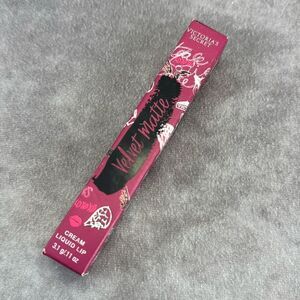 VICTORIA'S
SECRET
Velvet Matte
CREAM
LIQUID LIP
3.1 g/.11 oz